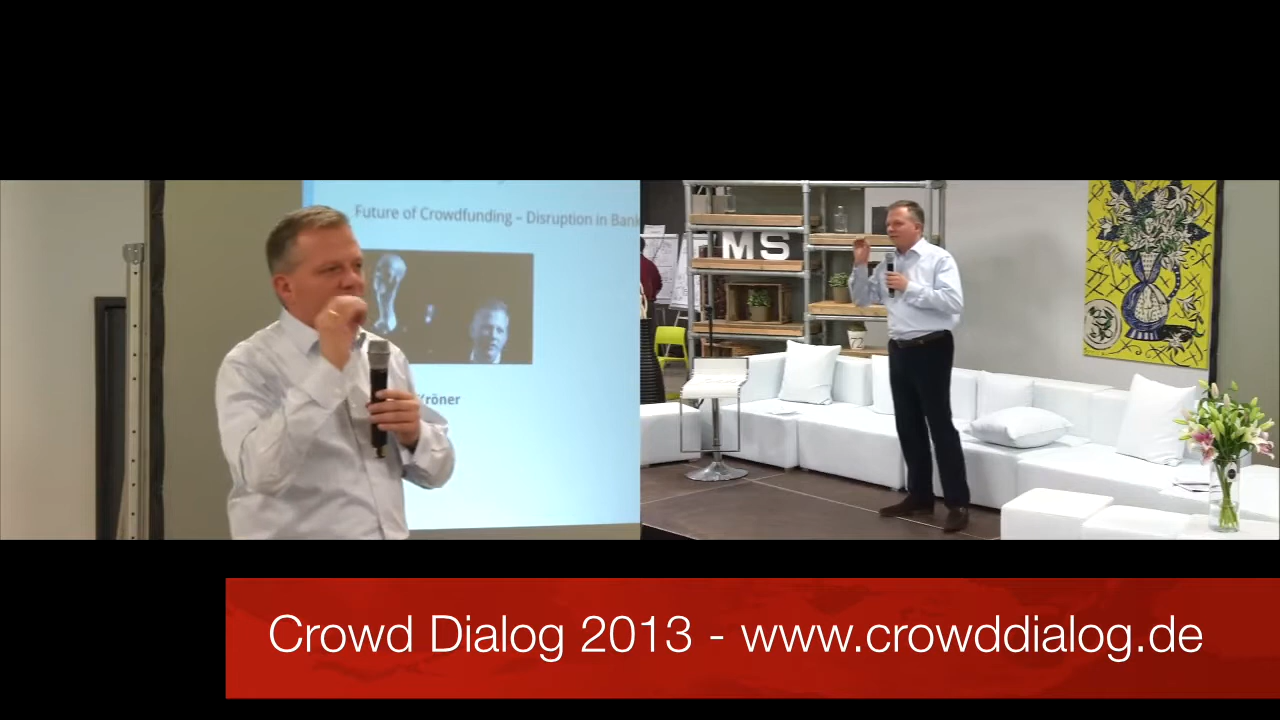 Future of Crowdfunding – Disruption in Bank
Kröner
MS
Crowd Dialog 2013 - www.crowddialog.de